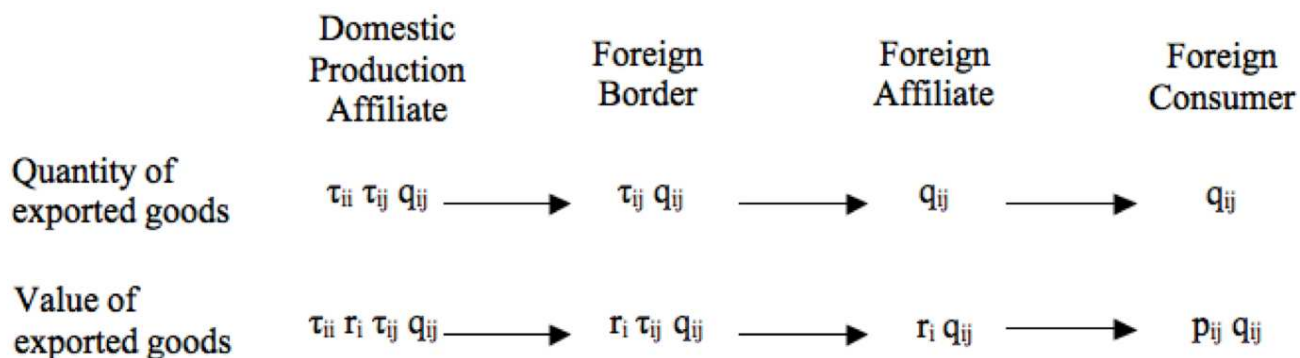 Domestic
Production
Affiliate
Foreign
Border
Foreign
Affiliate
Foreign
Consumer
Quantity of
exported goods
τii τij qij
τij qij
qij
qij
Value of
exported goods
τii ri τij qij
ri τij qij
ri qij
pij qij